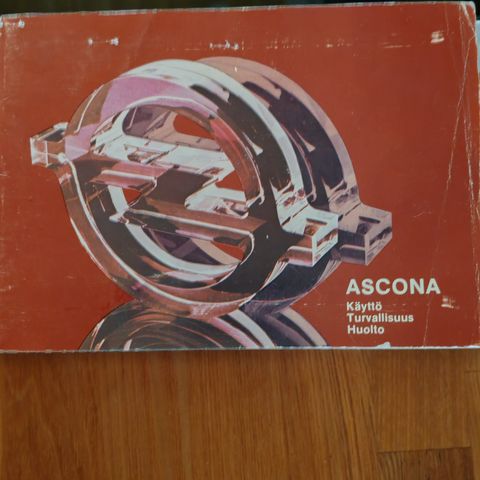 ASCONA
Käyttö
Turvallisuus
Huolto